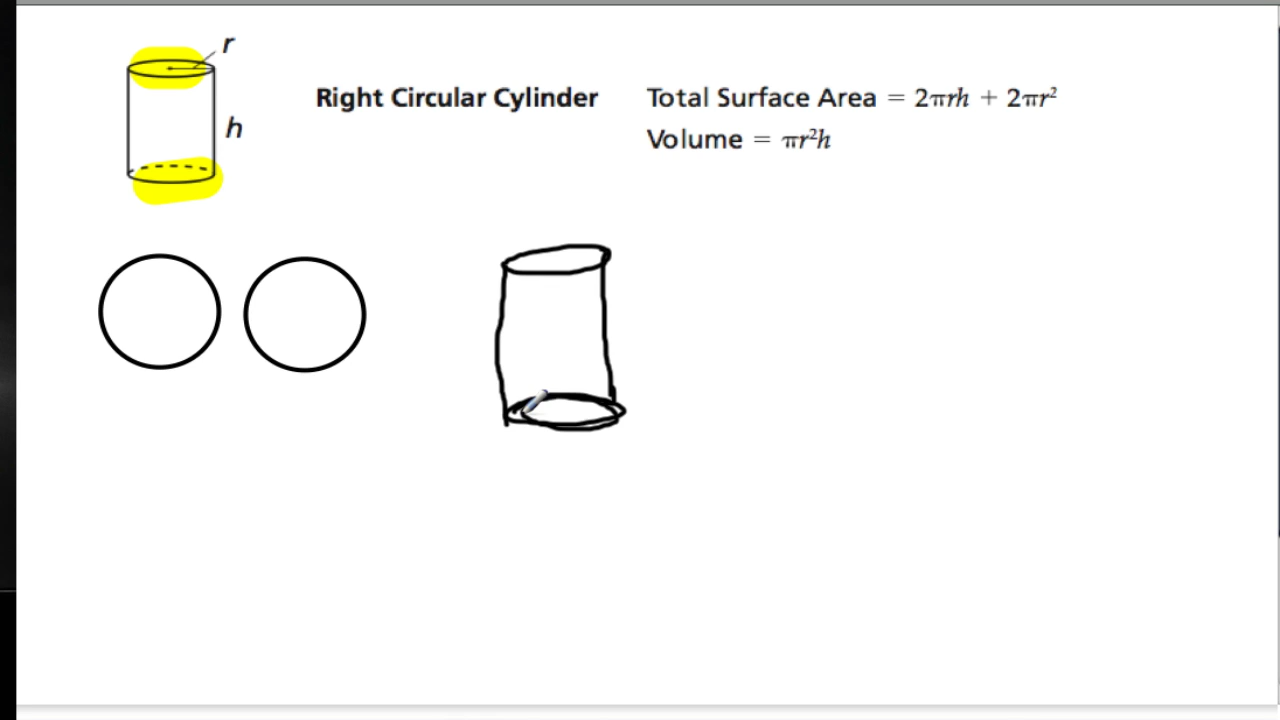 r
h
Right Circular Cylinder
Total Surface Area = 2πrh + 2πr²
Volume = πr²h